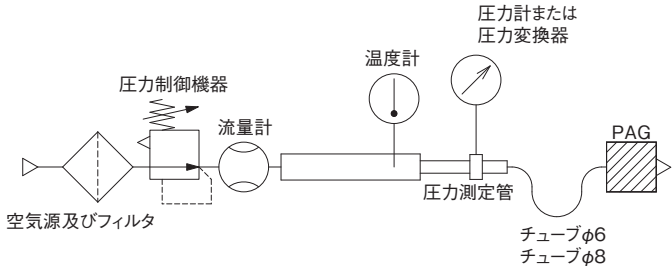 圧力計または
圧力変換器
温度計
圧力制御機器
流量計
PAG
圧力測定管
空気源及びフィルタ
チューブφ6
チューブφ8